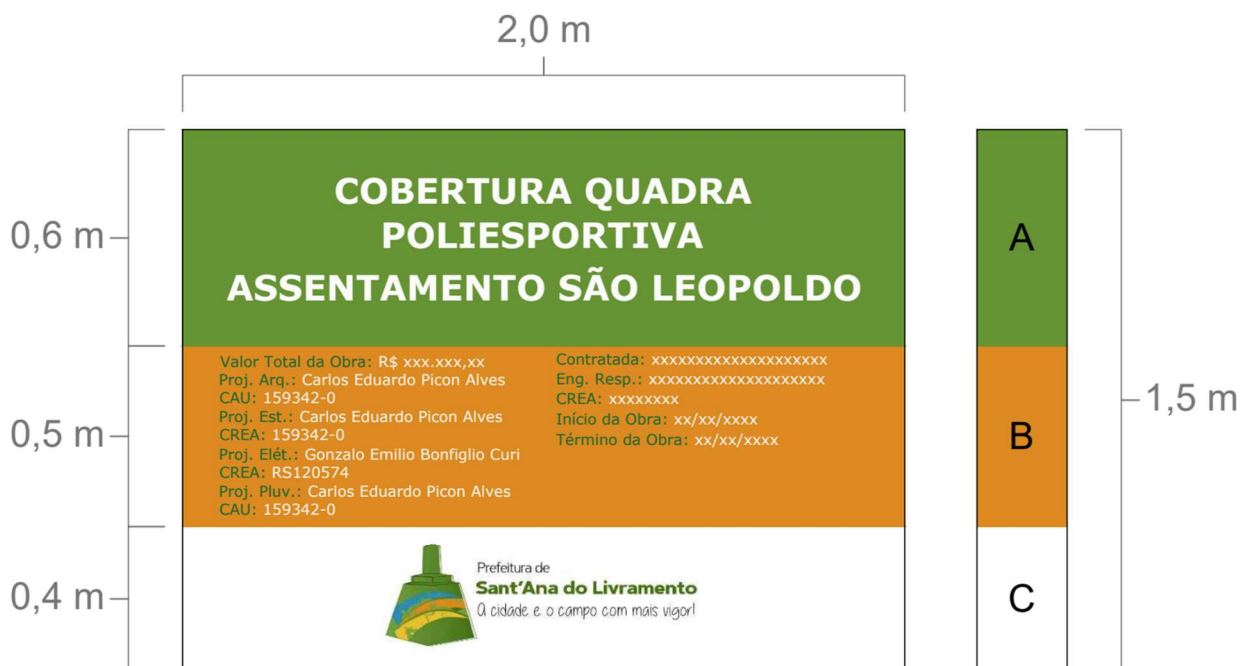 2,0 m
0,6 m
COBERTURA QUADRA
POLIESPORTIVA
ASSENTAMENTO SÃO LEOPOLDO
A
0,5 m
Valor Total da Obra: R$ xxx.xxx,xx
Proj. Arq.: Carlos Eduardo Picon Alves
CAU: 159342-0
Proj. Est.: Carlos Eduardo Picon Alves
CREA: 159342-0
Proj. Elét.: Gonzalo Emilio Bonfiglio Curi
CREA: RS120574
Proj. Pluv.: Carlos Eduardo Picon Alves
CAU: 159342-0
Contratada: xxxxxxxxxxxxxxxxxxxx
Eng. Resp.: xxxxxxxxxxxxxxxxxxxx
CREA: xxxxxxxx
Início da Obra: xx/xx/xxxx
Término da Obra: xx/xx/xxxx
B
1,5 m
0,4 m
Prefeitura de
Sant'Ana do Livramento
A cidade e o campo com mais vigor!
C